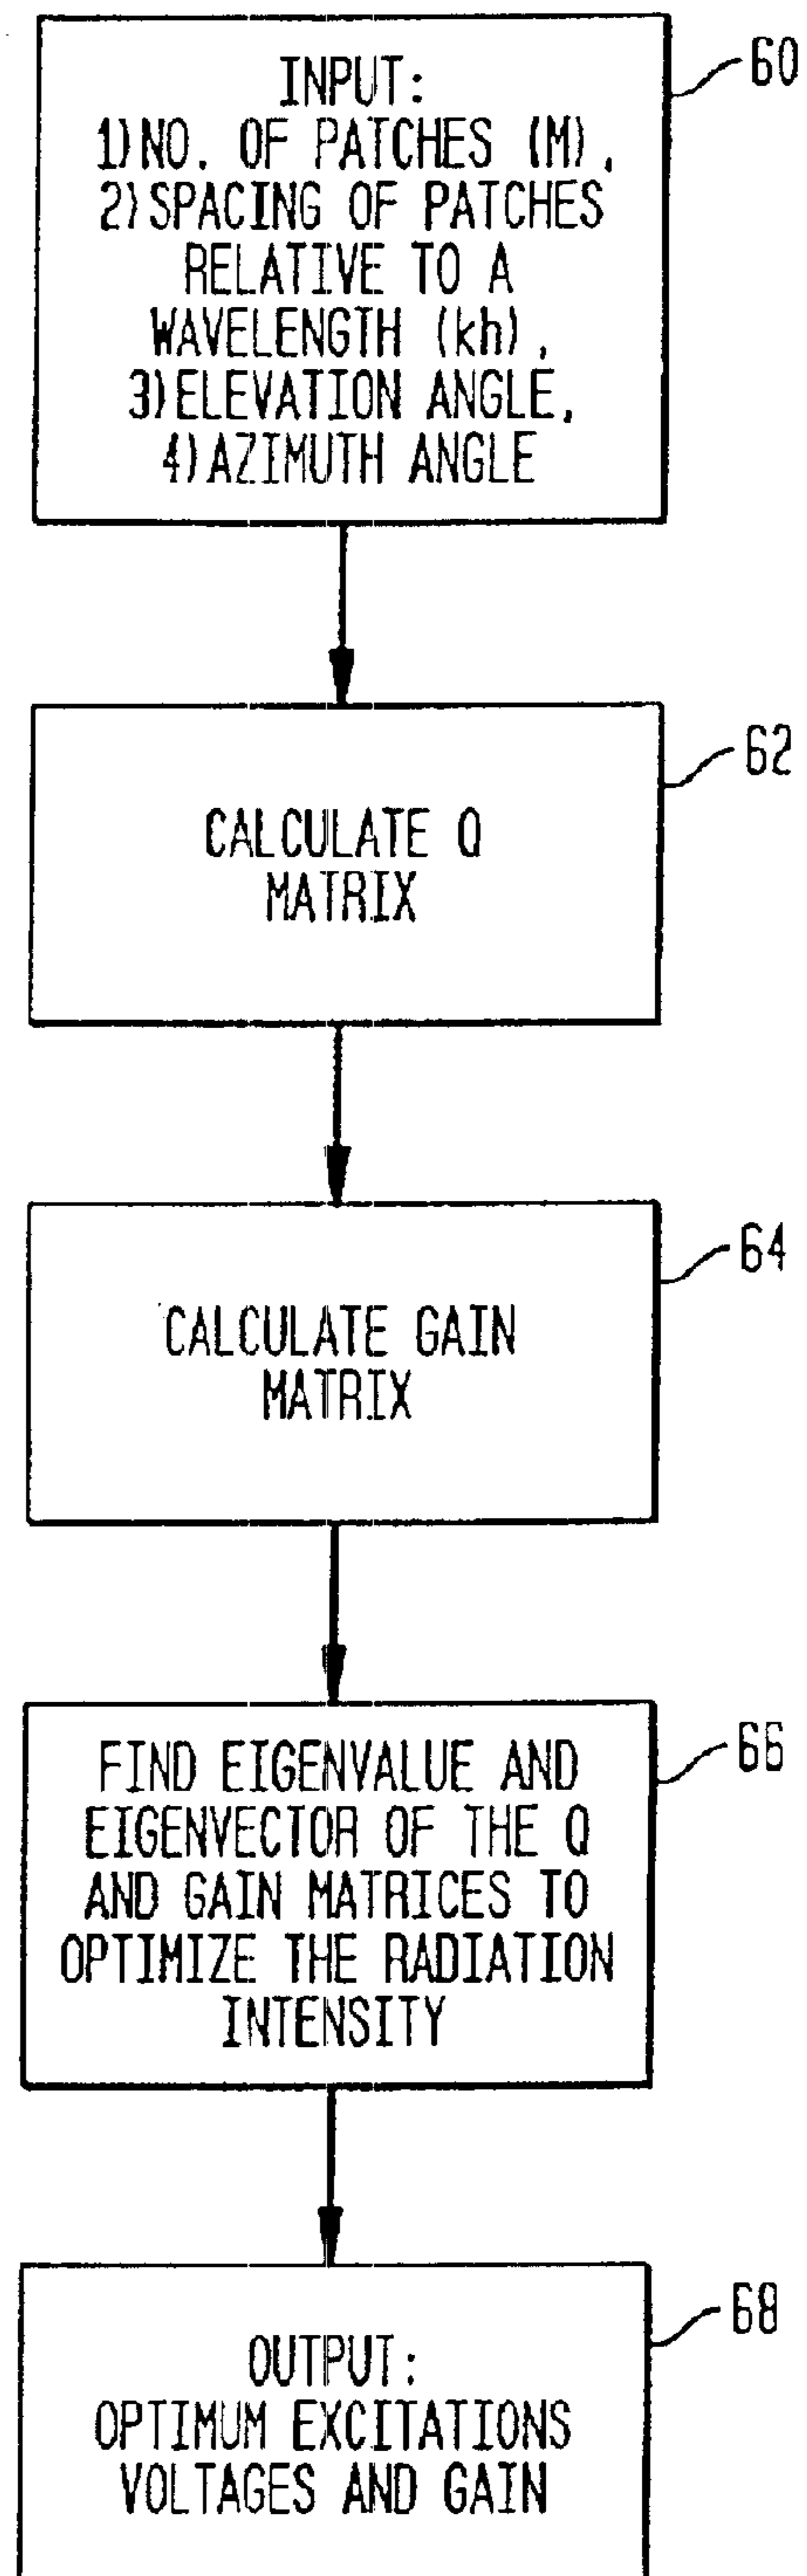 INPUT:
1) NO. OF PATCHES (M),
2) SPACING OF PATCHES
RELATIVE TO A
WAVELENGTH (kh),
3) ELEVATION ANGLE,
4) AZIMUTH ANGLE
60
CALCULATE Q
MATRIX
62
CALCULATE GAIN
MATRIX
64
FIND EIGENVALUE AND
EIGENVECTOR OF THE Q
AND GAIN MATRICES TO
OPTIMIZE THE RADIATION
INTENSITY
66
OUTPUT:
OPTIMUM EXCITATIONS
VOLTAGES AND GAIN
68